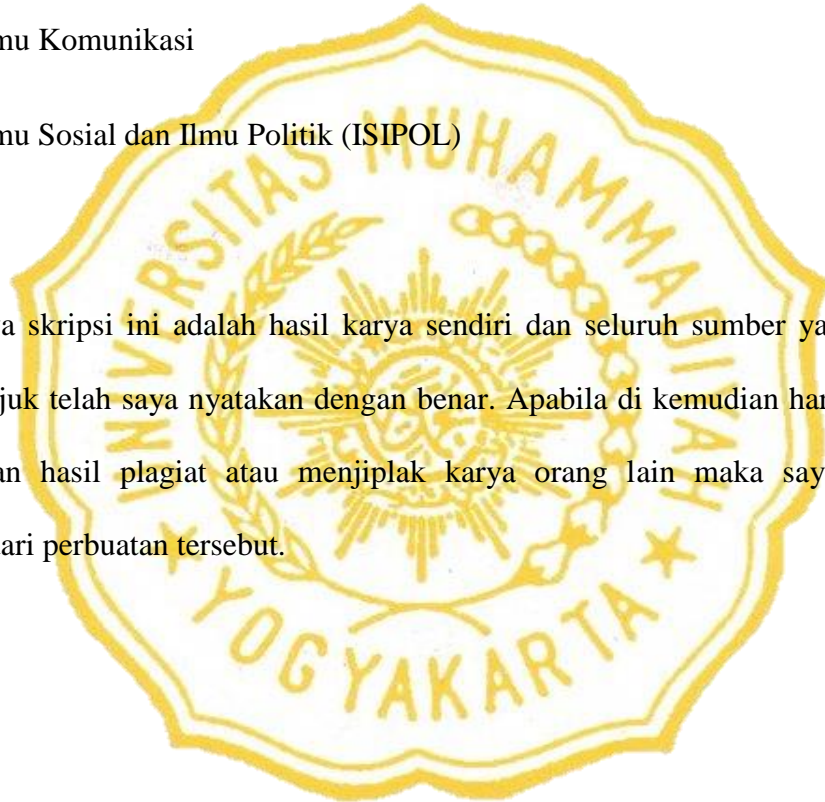 mu Komunikasi
mu Sosial dan Ilmu Politik (ISIPOL)
UNIVERSITAS MUHAMMADIYAH
a skripsi ini adalah hasil karya sendiri dan seluruh sumber ya
juk telah saya nyatakan dengan benar. Apabila di kemudian har
an hasil plagiat atau menjiplak karya orang lain maka say
ari perbuatan tersebut.
★ YOGYAKARTA ★